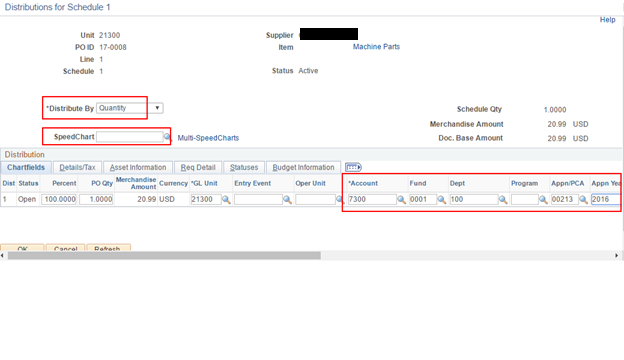 Distributions for Schedule 1
Help
Unit 21300 Supplier
PO ID 17-0008 Item Machine Parts
Line 1
Schedule 1 Status Active
*Distribute By Quantity Schedule Qty 1.0000
Merchandise Amount 20.99 USD
SpeedChart Multi-SpeedCharts Doc. Base Amount 20.99 USD
Distribution
Chartfields Details/Tax Asset Information Req Detail Statuses Budget Information
Dist Status Percent PO Qty Merchandise Amount Currency *GL Unit Entry Event Oper Unit *Account Fund Dept Program Appn/PCA Appn Yea
1 Open 100.0000 1.0000 20.99 USD 21300 7300 0001 100 00213 2016
OK Cancel Refresh